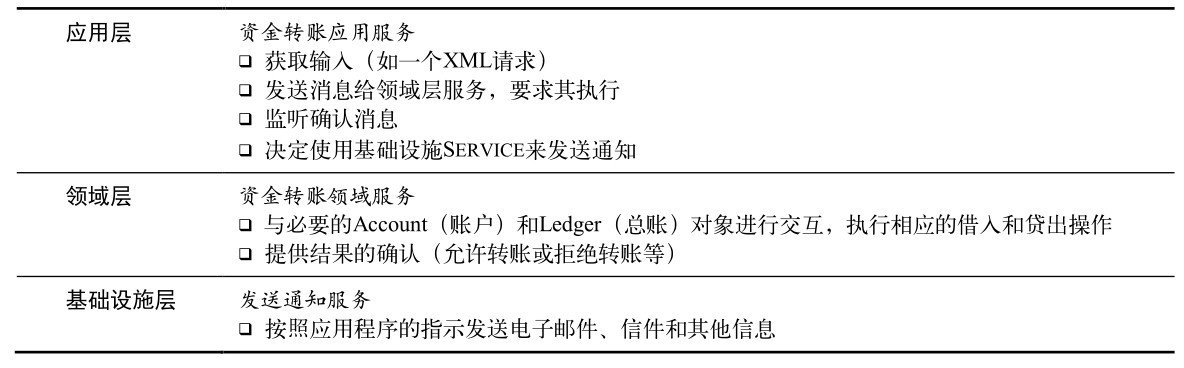 应用层 资金转账应用服务
❑ 获取输入（如一个XML请求）
❑ 发送消息给领域层服务，要求其执行
❑ 监听确认消息
❑ 决定使用基础设施SERVICE来发送通知
领域层 资金转账领域服务
❑ 与必要的Account（账户）和Ledger（总账）对象进行交互，执行相应的借入和贷出操作
❑ 提供结果的确认（允许转账或拒绝转账等）
基础设施层 发送通知服务
❑ 按照应用程序的指示发送电子邮件、信件和其他信息